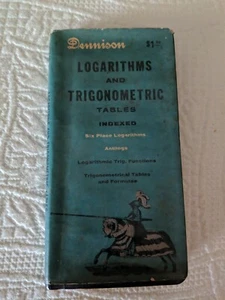 Dennison
LOGARITHMS
AND
TRIGONOMETRIC
TABLES
INDEXED
Six Place Logarithms
Antilogs
Logarithmic Trig. Functions
Trigonometrical Tables
and Formulas